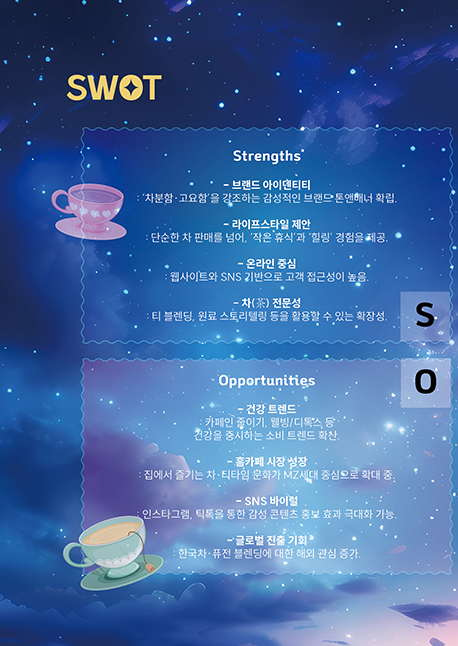 SWOT
Strengths
- 브랜드 아이덴티티
: '차분함·고요함'을 강조하는 감성적인 브랜드 톤앤매너 확립.
- 라이프스타일 제안
: 단순한 차 판매를 넘어, '작은 휴식'과 '힐링' 경험을 제공.
- 온라인 중심
: 웹사이트와 SNS 기반으로 고객 접근성이 높음.
- 차(茶) 전문성
: 티 블렌딩, 원료 스토리텔링 등을 활용할 수 있는 확장성.
S
O
Opportunities
- 건강 트렌드
: 카페인 줄이기, 웰빙/디톡스 등
건강을 중시하는 소비 트렌드 확산.
- 홈카페 시장 성장
: 집에서 즐기는 차·티타임 문화가 MZ세대 중심으로 확대 중.
- SNS 바이럴
: 인스타그램, 틱톡을 통한 감성 콘텐츠 홍보 효과 극대화 가능.
- 글로벌 진출 기회
: 한국차·퓨전 블렌딩에 대한 해외 관심 증가.